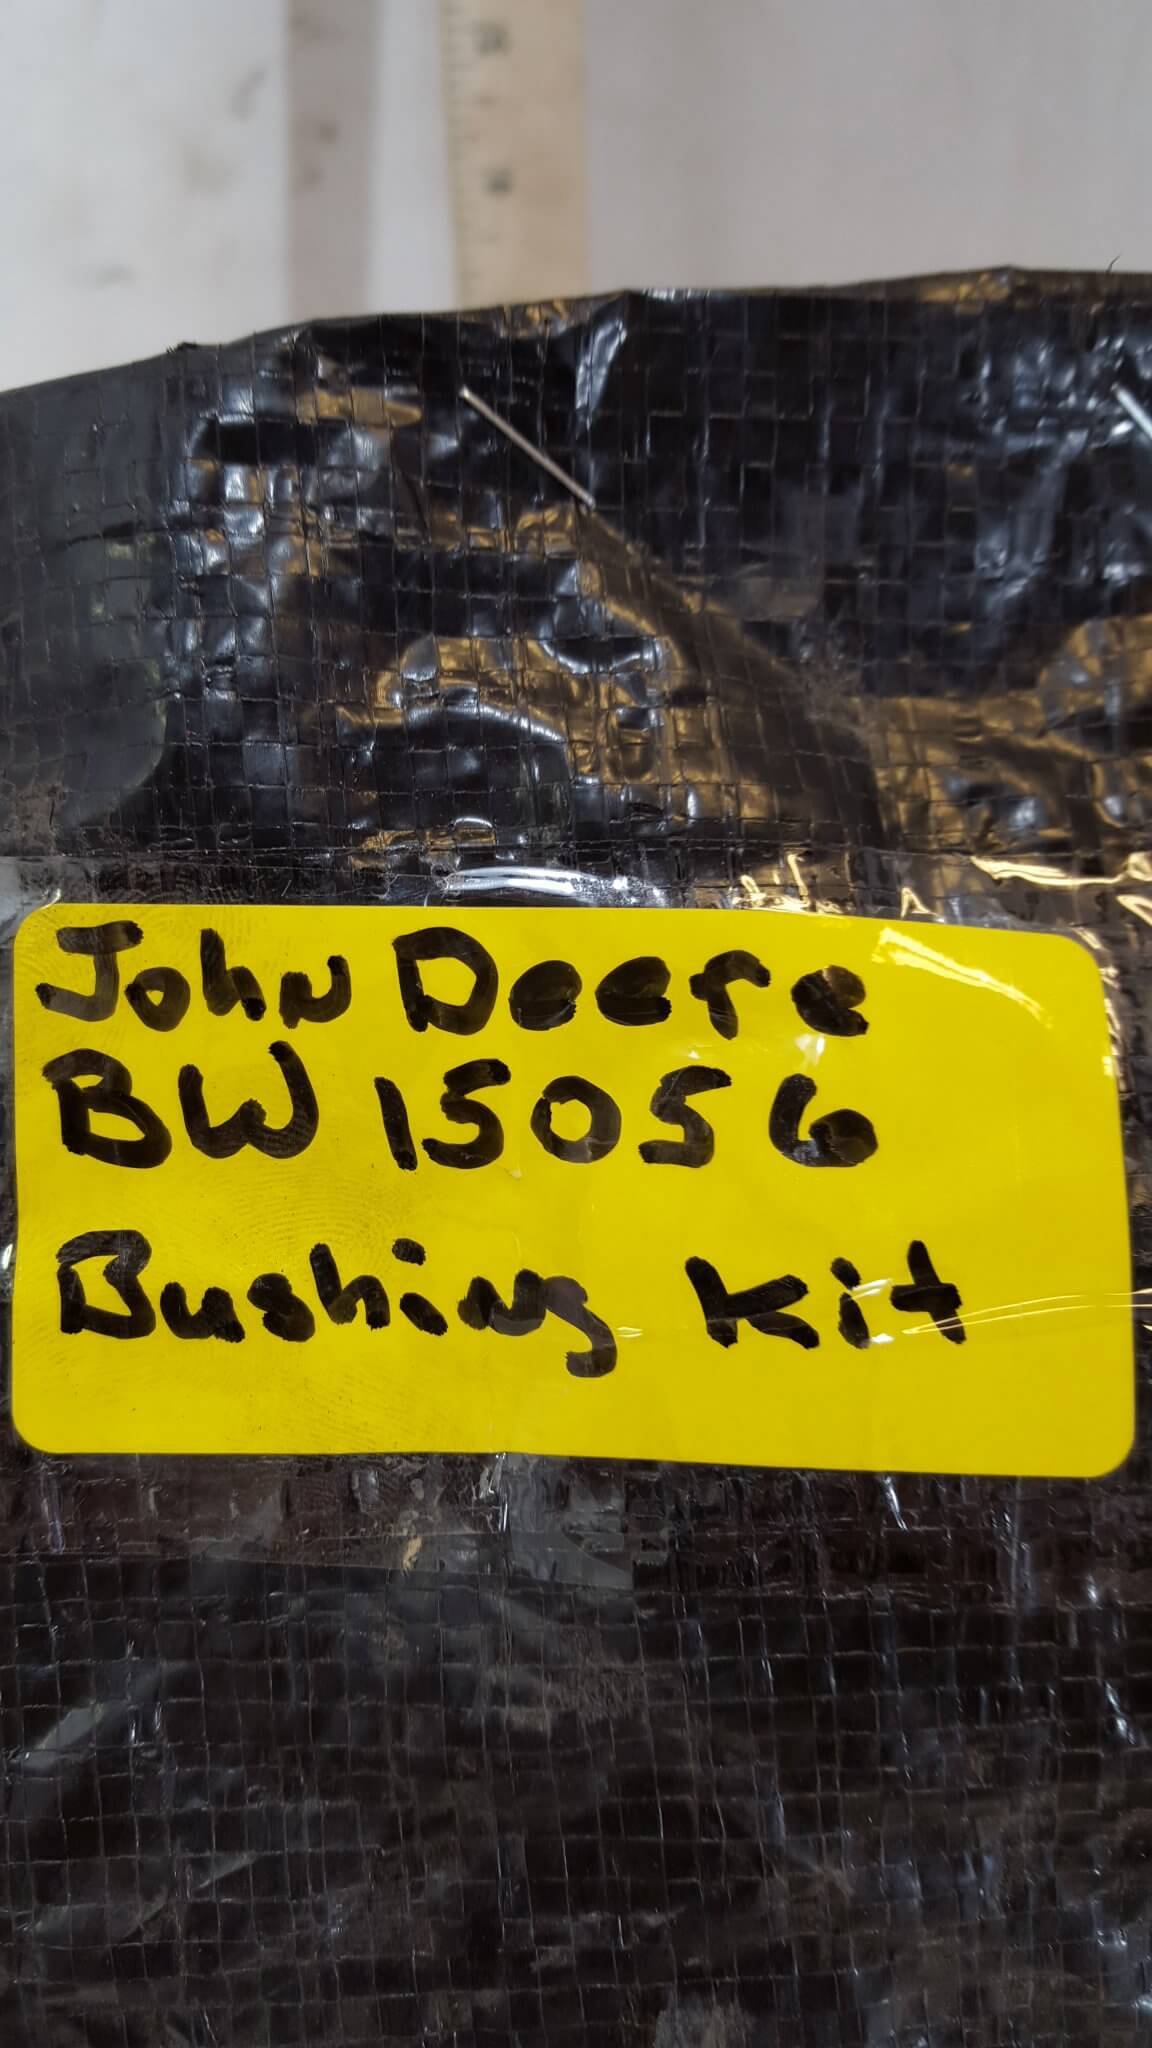 John Deere
BW 15056
Bushing Kit